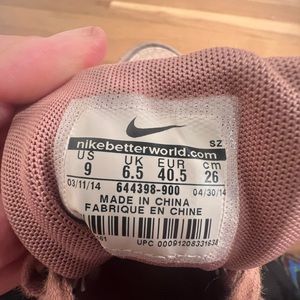 SZ
nikebetterworld.com
US UK EUR cm
9 6.5 40.5 26
03/11/14 644398-900 04/30/14
MADE IN CHINA
FABRIQUE EN CHINE